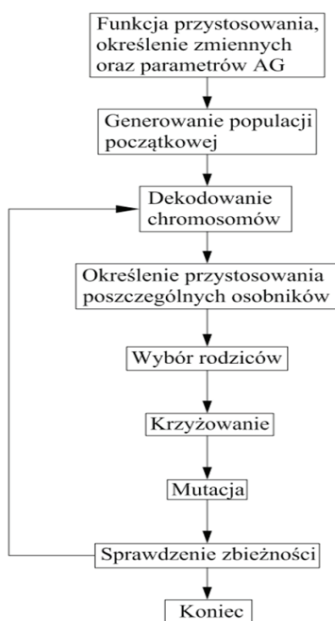 Funkcja przystosowania,
określenie zmiennych
oraz parametrów AG
Generowanie populacji
początkowej
Dekodowanie
chromosomów
Określenie przystosowania
poszczególnych osobników
Wybór rodziców
Krzyżowanie
Mutacja
Sprawdzenie zbieżności
Koniec